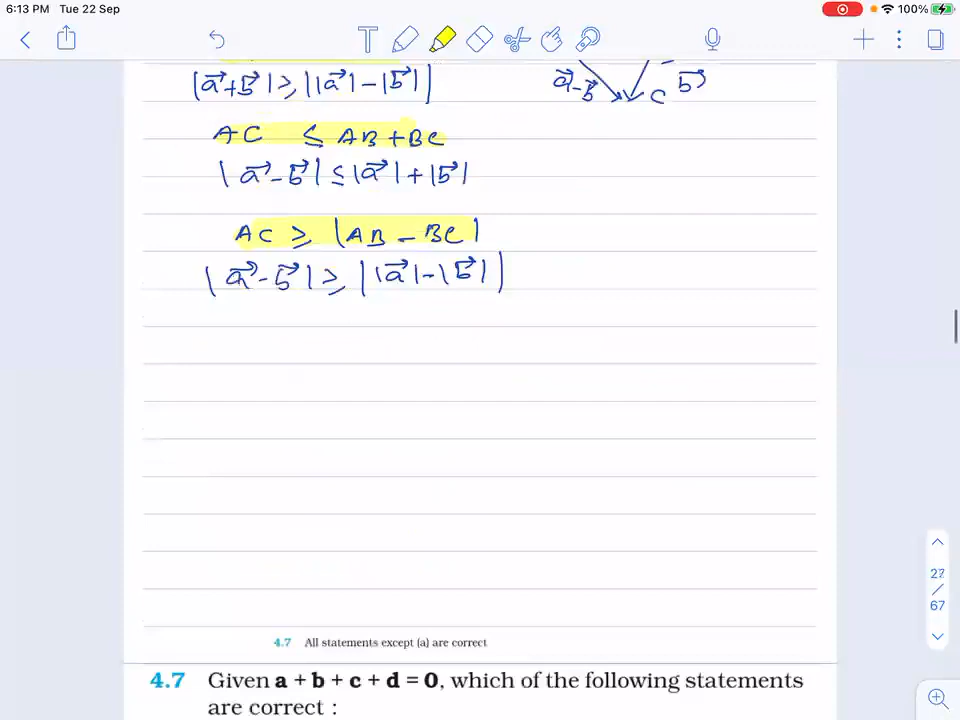 6:13 PM Tue 22 Sep
100%
|a⃗+b⃗| ≥ ||a⃗|-|b⃗||
a⃗-b⃗ C b⃗
AC ≤ AB + BC
|a⃗-b⃗| ≤ |a⃗| + |b⃗|
AC ≥ |AB - BC|
|a⃗-b⃗| ≥ ||a⃗|-|b⃗||
27
/
67
4.7 All statements except (a) are correct
4.7 Given a + b + c + d = 0, which of the following statements
are correct :